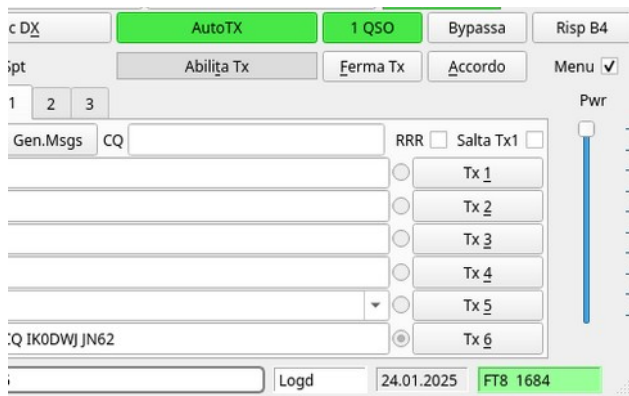 c DX AutoTX 1 QSO Bypassa Risp B4
Spt Abilita Tx Ferma Tx Accordo Menu
1 2 3 Pwr
Gen.Msgs CQ RRR Salta Tx1
Tx 1
Tx 2
Tx 3
Tx 4
Tx 5
CQ IK0DWJ JN62 Tx 6
Logd 24.01.2025 FT8 1684